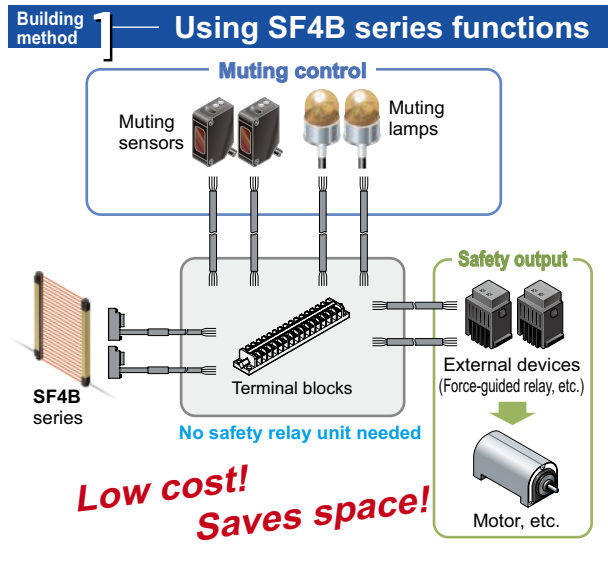 Building
method
1
Using SF4B series functions
Muting control
Muting
sensors
Muting
lamps
Safety output
SF4B
series
Terminal blocks
External devices
(Force-guided relay, etc.)
No safety relay unit needed
Motor, etc.
Low cost!
Saves space!